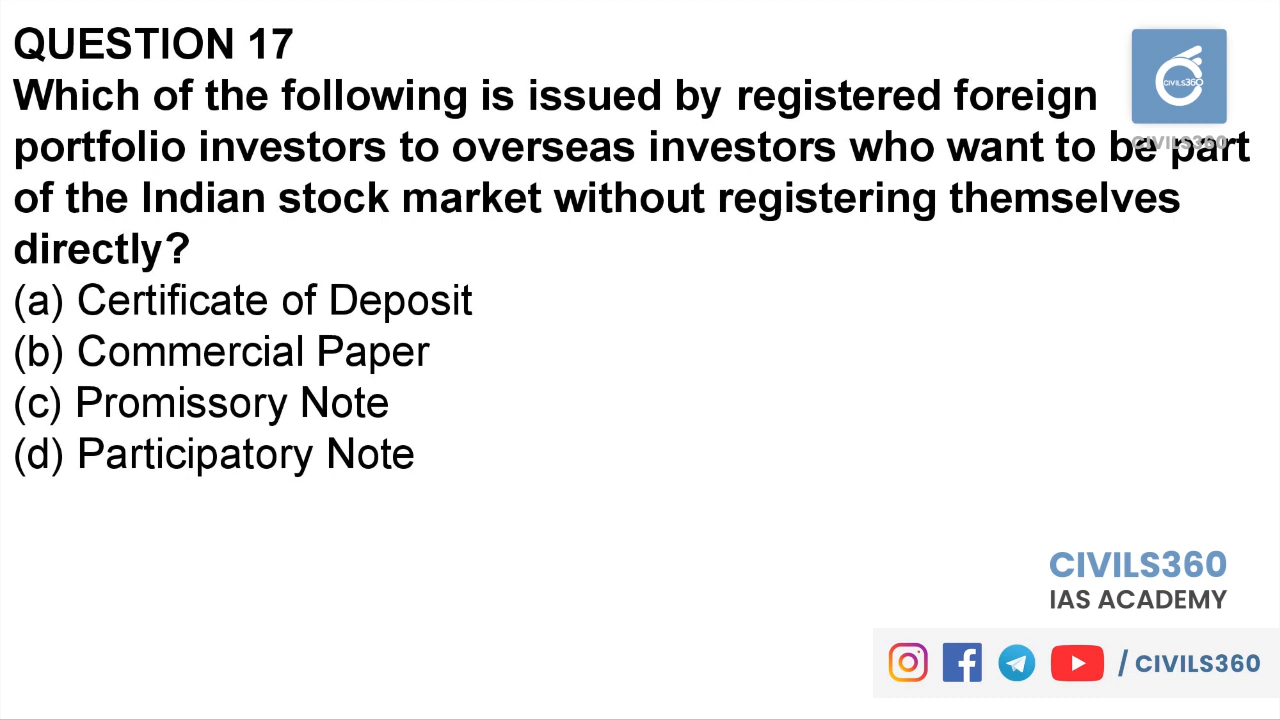 QUESTION 17
Which of the following is issued by registered foreign
portfolio investors to overseas investors who want to be part
of the Indian stock market without registering themselves
directly?
(a) Certificate of Deposit
(b) Commercial Paper
(c) Promissory Note
(d) Participatory Note
CIVILS360
CIVILS360
CIVILS360
IAS ACADEMY
/ CIVILS360